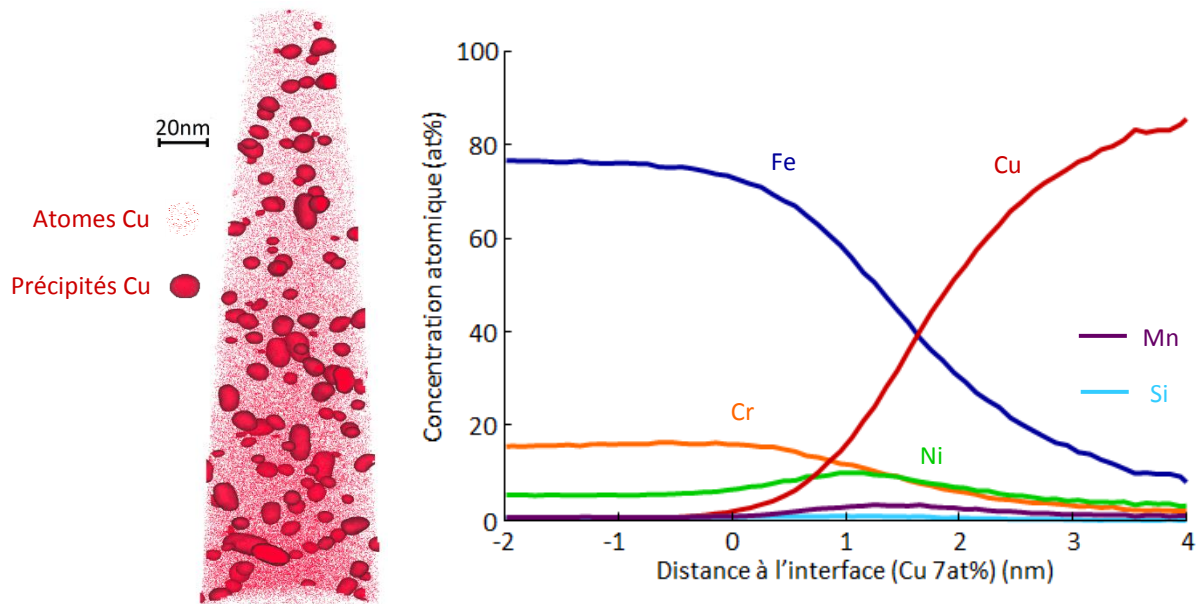 20nm
Atomes Cu
Précipités Cu
Concentration atomique (at%)
100
80
60
40
20
0
-2
-1
0
1
2
3
4
Distance à l'interface (Cu 7at%) (nm)
Fe
Cu
Cr
Ni
Mn
Si